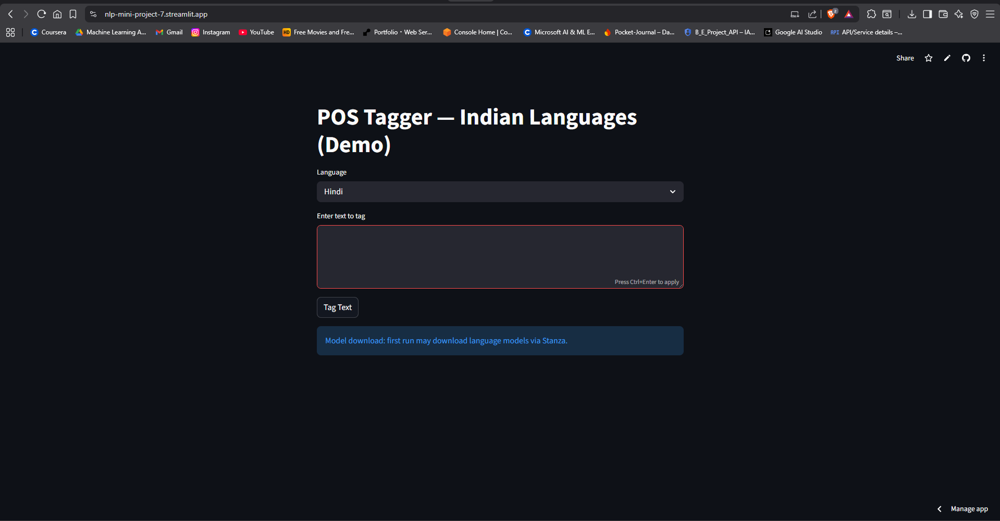 nlp-mini-project-7.streamlit.app
2
Coursera
Machine Learning A...
Gmail
Instagram
YouTube
HD
Free Movies and Fre...
Portfolio • Web Ser...
Console Home | Co...
Microsoft AI & ML E...
Pocket-Journal – Da...
B_E_Project_API – IA...
Google AI Studio
API
API/Service details –...
Share
POS Tagger — Indian Languages
(Demo)
Language
Hindi
Enter text to tag
Press Ctrl+Enter to apply
Tag Text
Model download: first run may download language models via Stanza.
Manage app